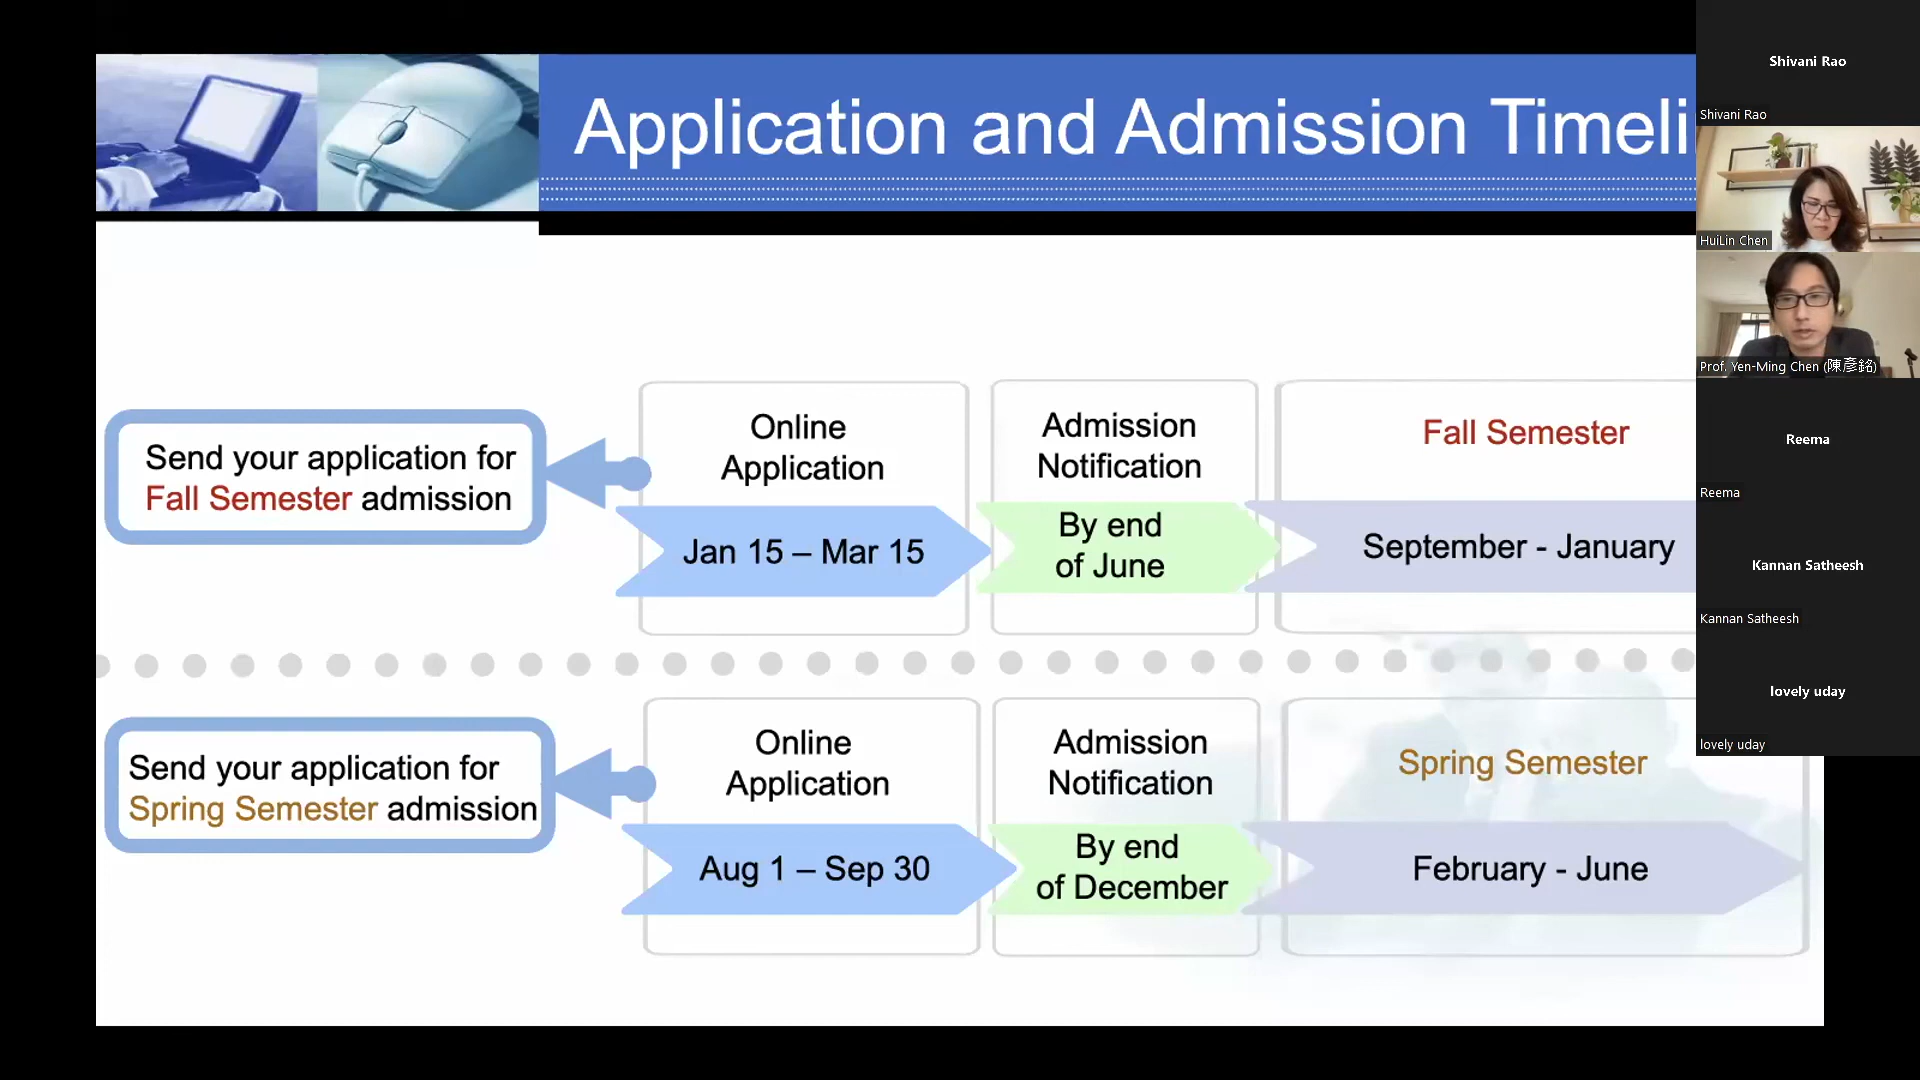 Application and Admission Timeli
Send your application for
Fall Semester admission
Online
Application
Jan 15 – Mar 15
Admission
Notification
By end
of June
Fall Semester
September - January
Send your application for
Spring Semester admission
Online
Application
Aug 1 – Sep 30
Admission
Notification
By end
of December
Spring Semester
February - June
Shivani Rao
Shivani Rao
HuiLin Chen
Prof. Yen-Ming Chen (陳彥銘)
Reema
Reema
Kannan Satheesh
Kannan Satheesh
lovely uday
lovely uday